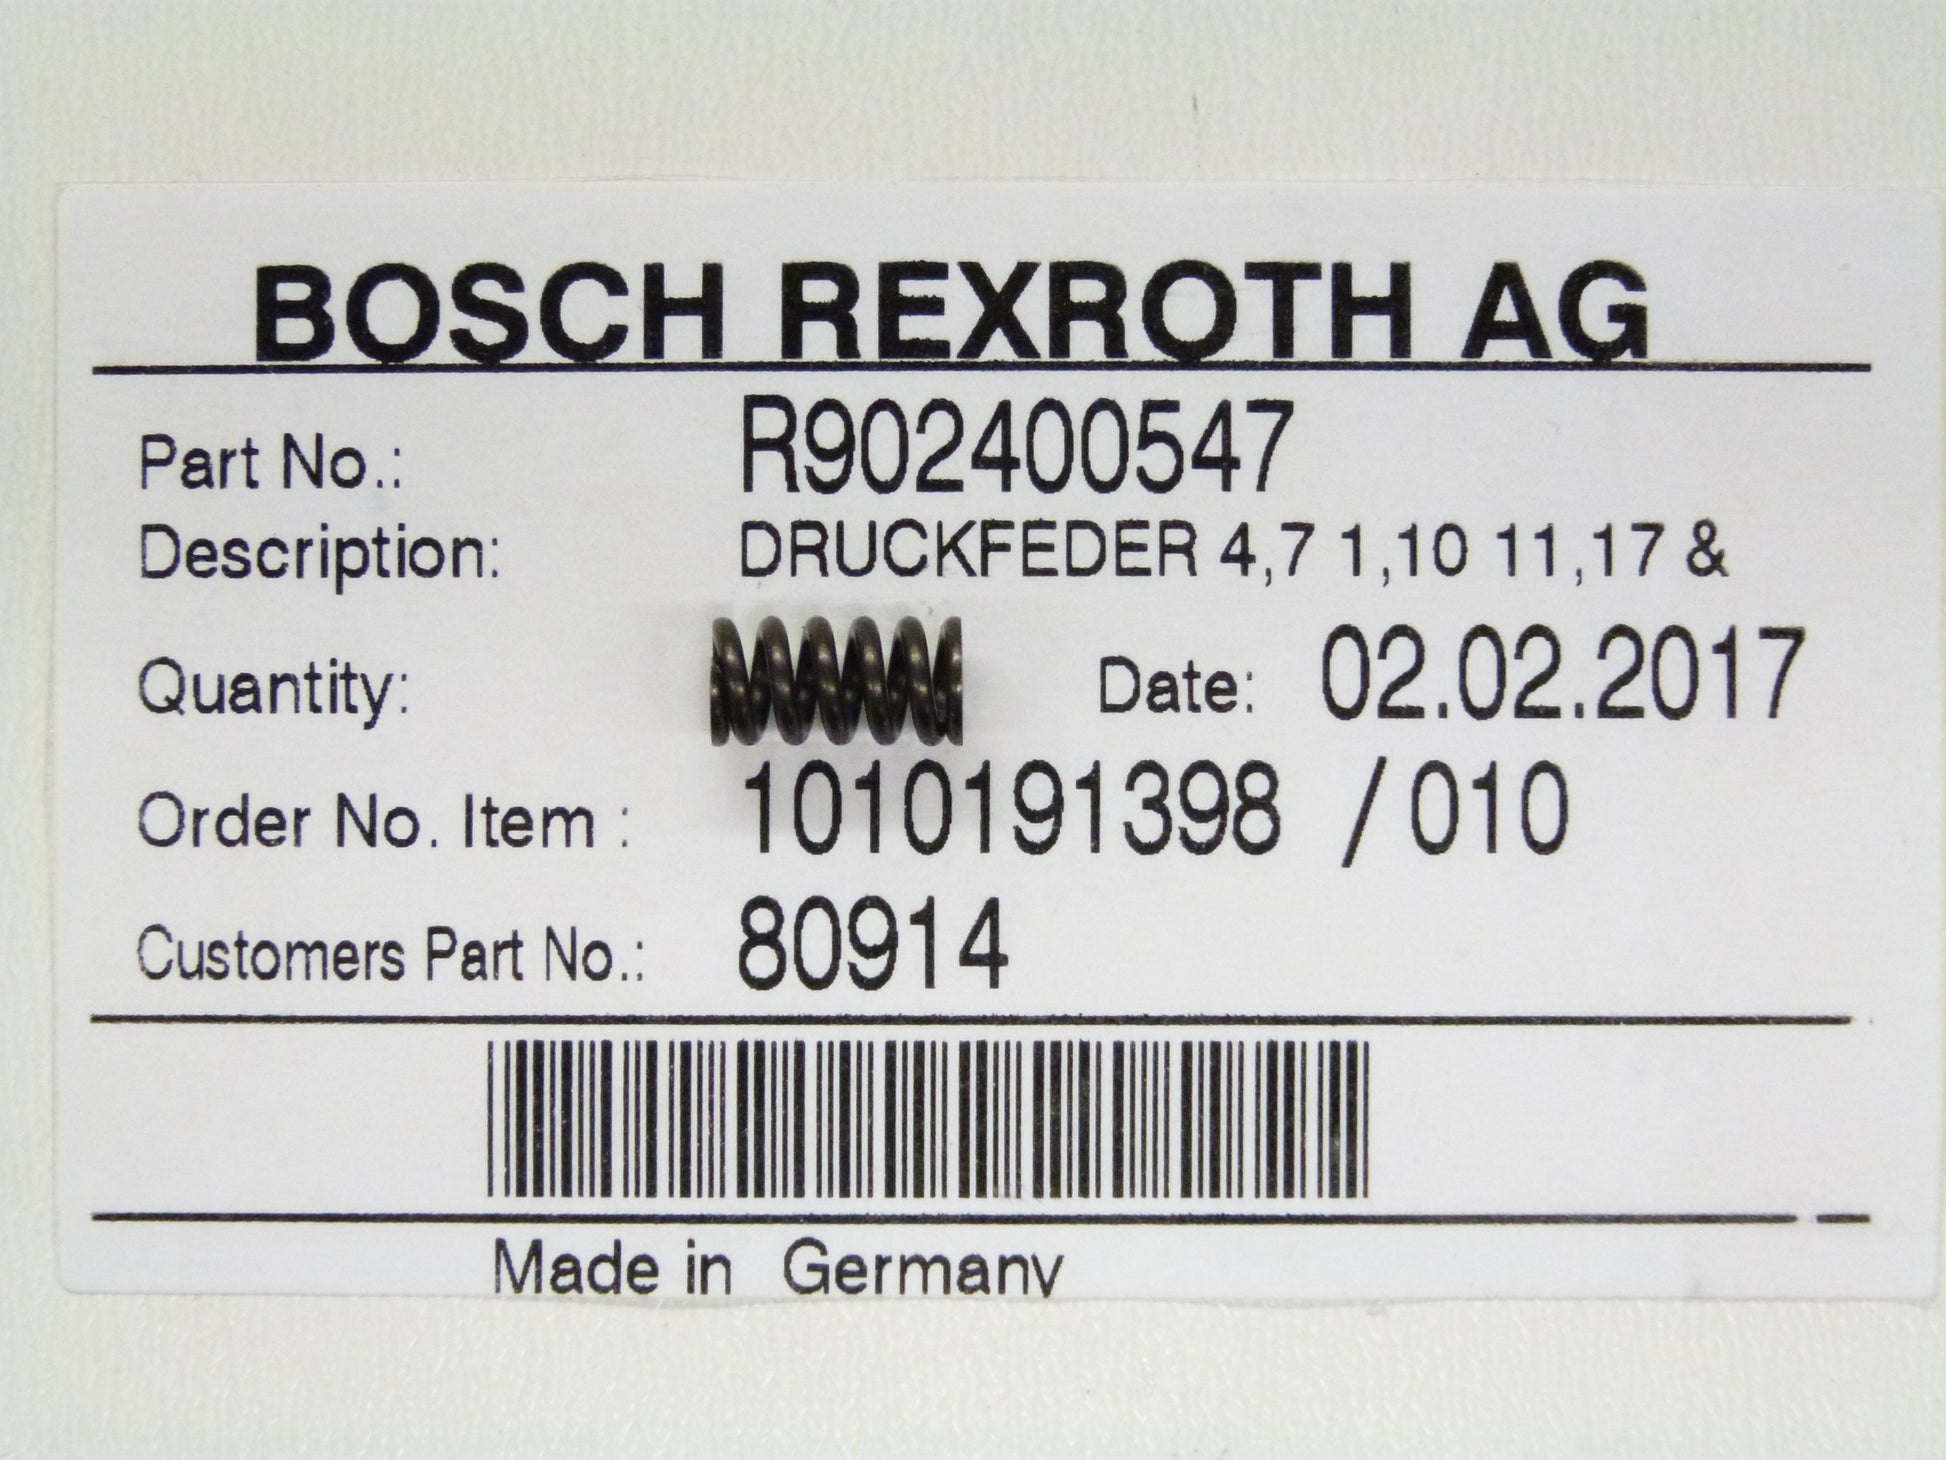 BOSCH REXROTH AG
Part No.: R902400547
Description: DRUCKFEDER 4,7 1,10 11,17 &
Quantity: Date: 02.02.2017
Order No. Item : 1010191398 / 010
Customers Part No.: 80914
Made in Germany